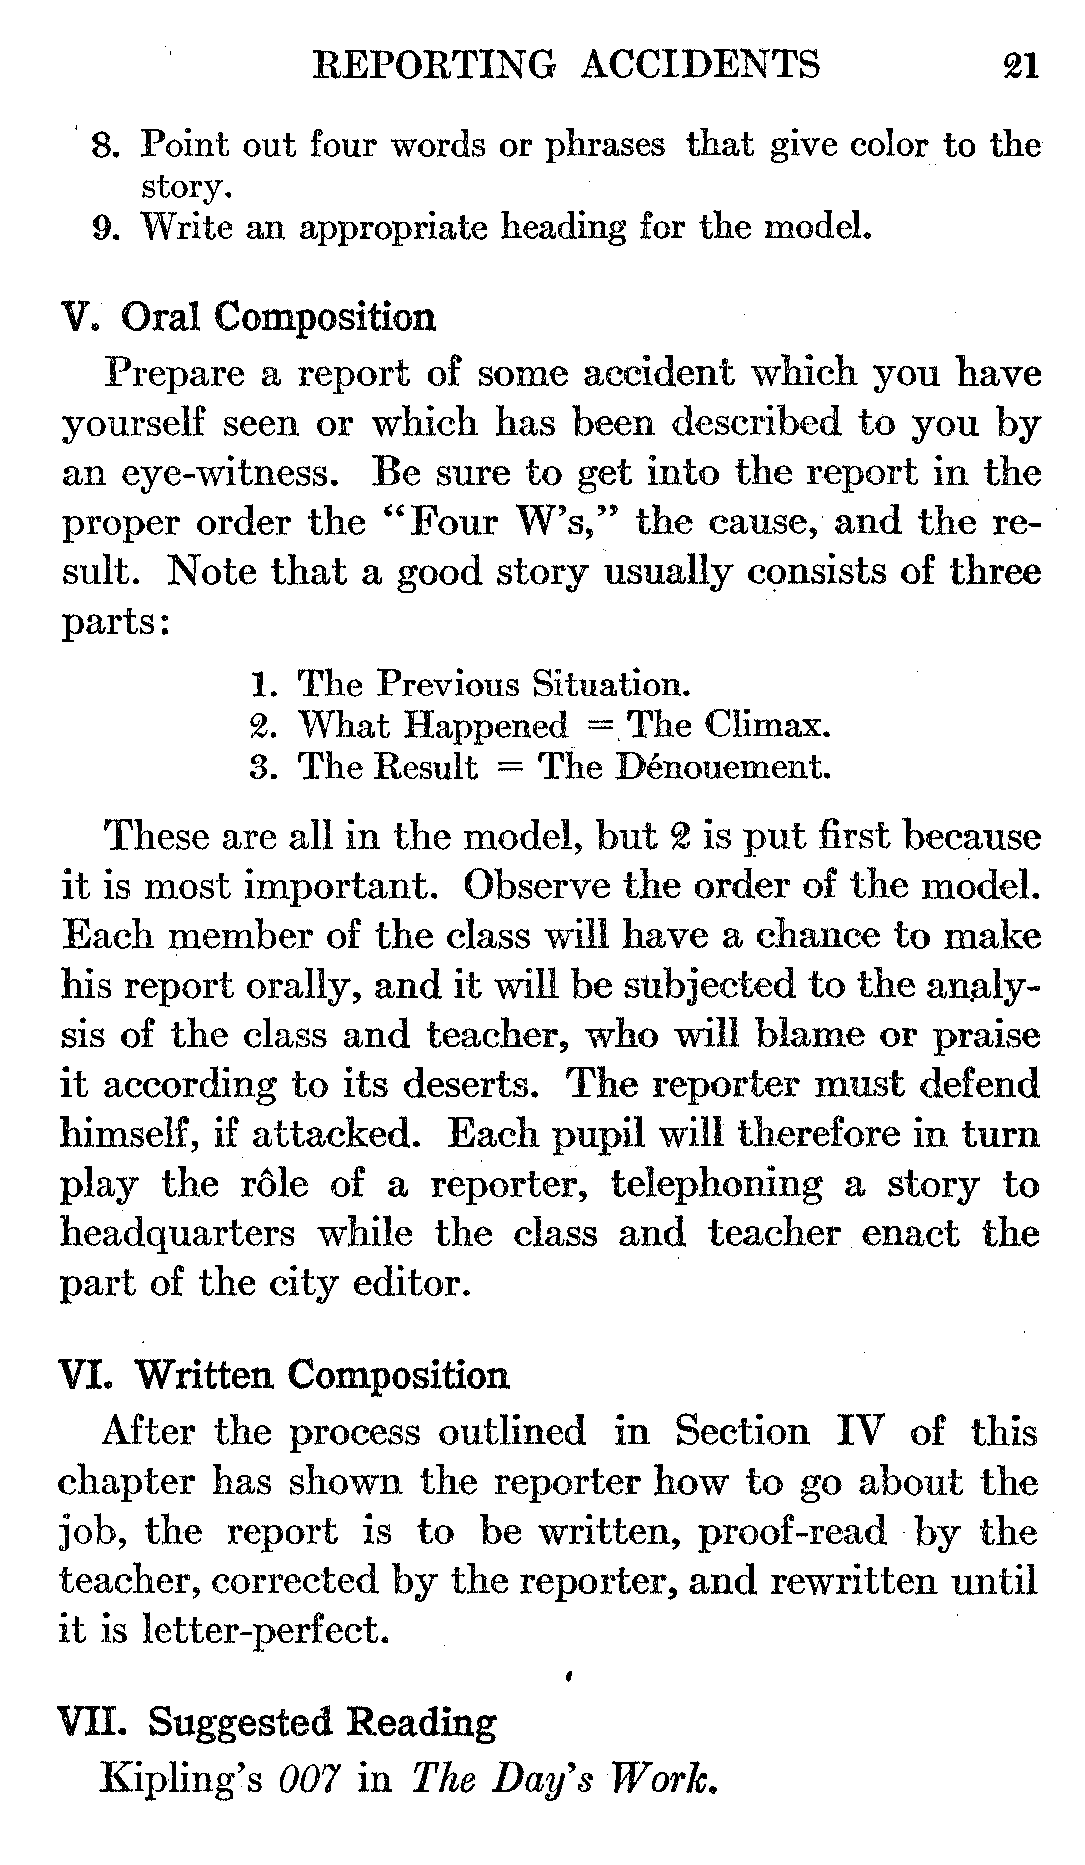 REPORTING ACCIDENTS 21
8. Point out four words or phrases that give color to the
story.
9. Write an appropriate heading for the model.
V. Oral Composition
Prepare a report of some accident which you have
yourself seen or which has been described to you by
an eye-witness. Be sure to get into the report in the
proper order the “Four W’s,” the cause, and the re-
sult. Note that a good story usually consists of three
parts:
1. The Previous Situation.
2. What Happened = The Climax.
3. The Result = The Dénouement.
These are all in the model, but 2 is put first because
it is most important. Observe the order of the model.
Each member of the class will have a chance to make
his report orally, and it will be subjected to the analy-
sis of the class and teacher, who will blame or praise
it according to its deserts. The reporter must defend
himself, if attacked. Each pupil will therefore in turn
play the rôle of a reporter, telephoning a story to
headquarters while the class and teacher enact the
part of the city editor.
VI. Written Composition
After the process outlined in Section IV of this
chapter has shown the reporter how to go about the
job, the report is to be written, proof-read by the
teacher, corrected by the reporter, and rewritten until
it is letter-perfect.
VII. Suggested Reading
Kipling’s 007 in The Day’s Work.